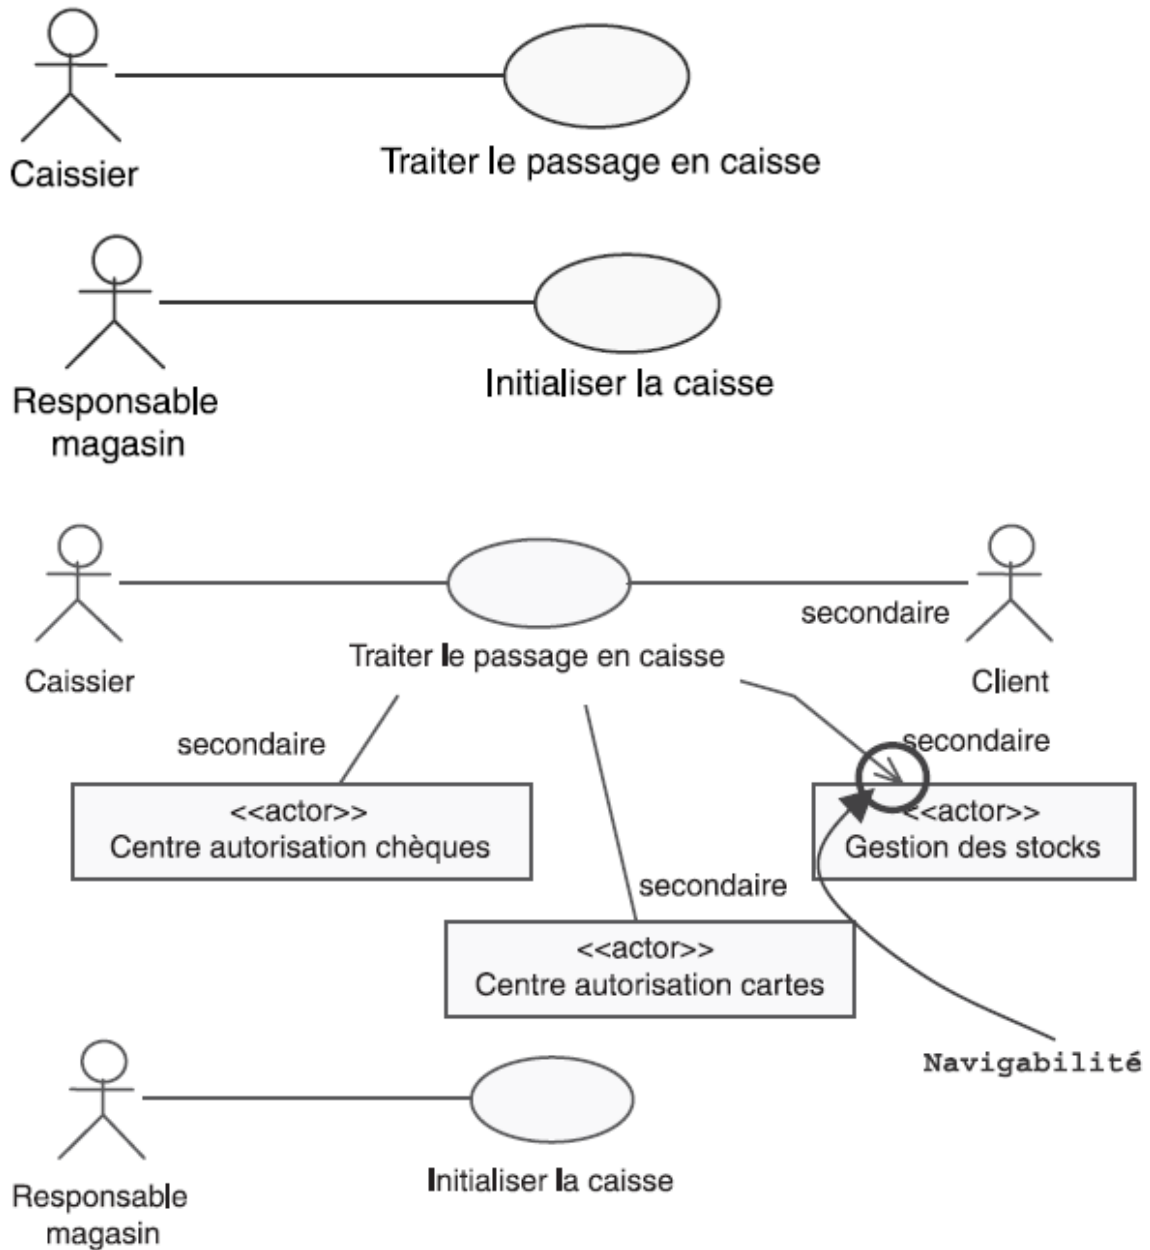 Caissier
Traiter le passage en caisse
Initialiser la caisse
Responsable
magasin
secondaire
Traiter le passage en caisse
Caissier
Client
secondaire
secondaire
<<actor>>
Centre autorisation chèques
<<actor>>
Gestion des stocks
secondaire
<<actor>>
Centre autorisation cartes
Navigabilité
Initialiser la caisse
Responsable
magasin